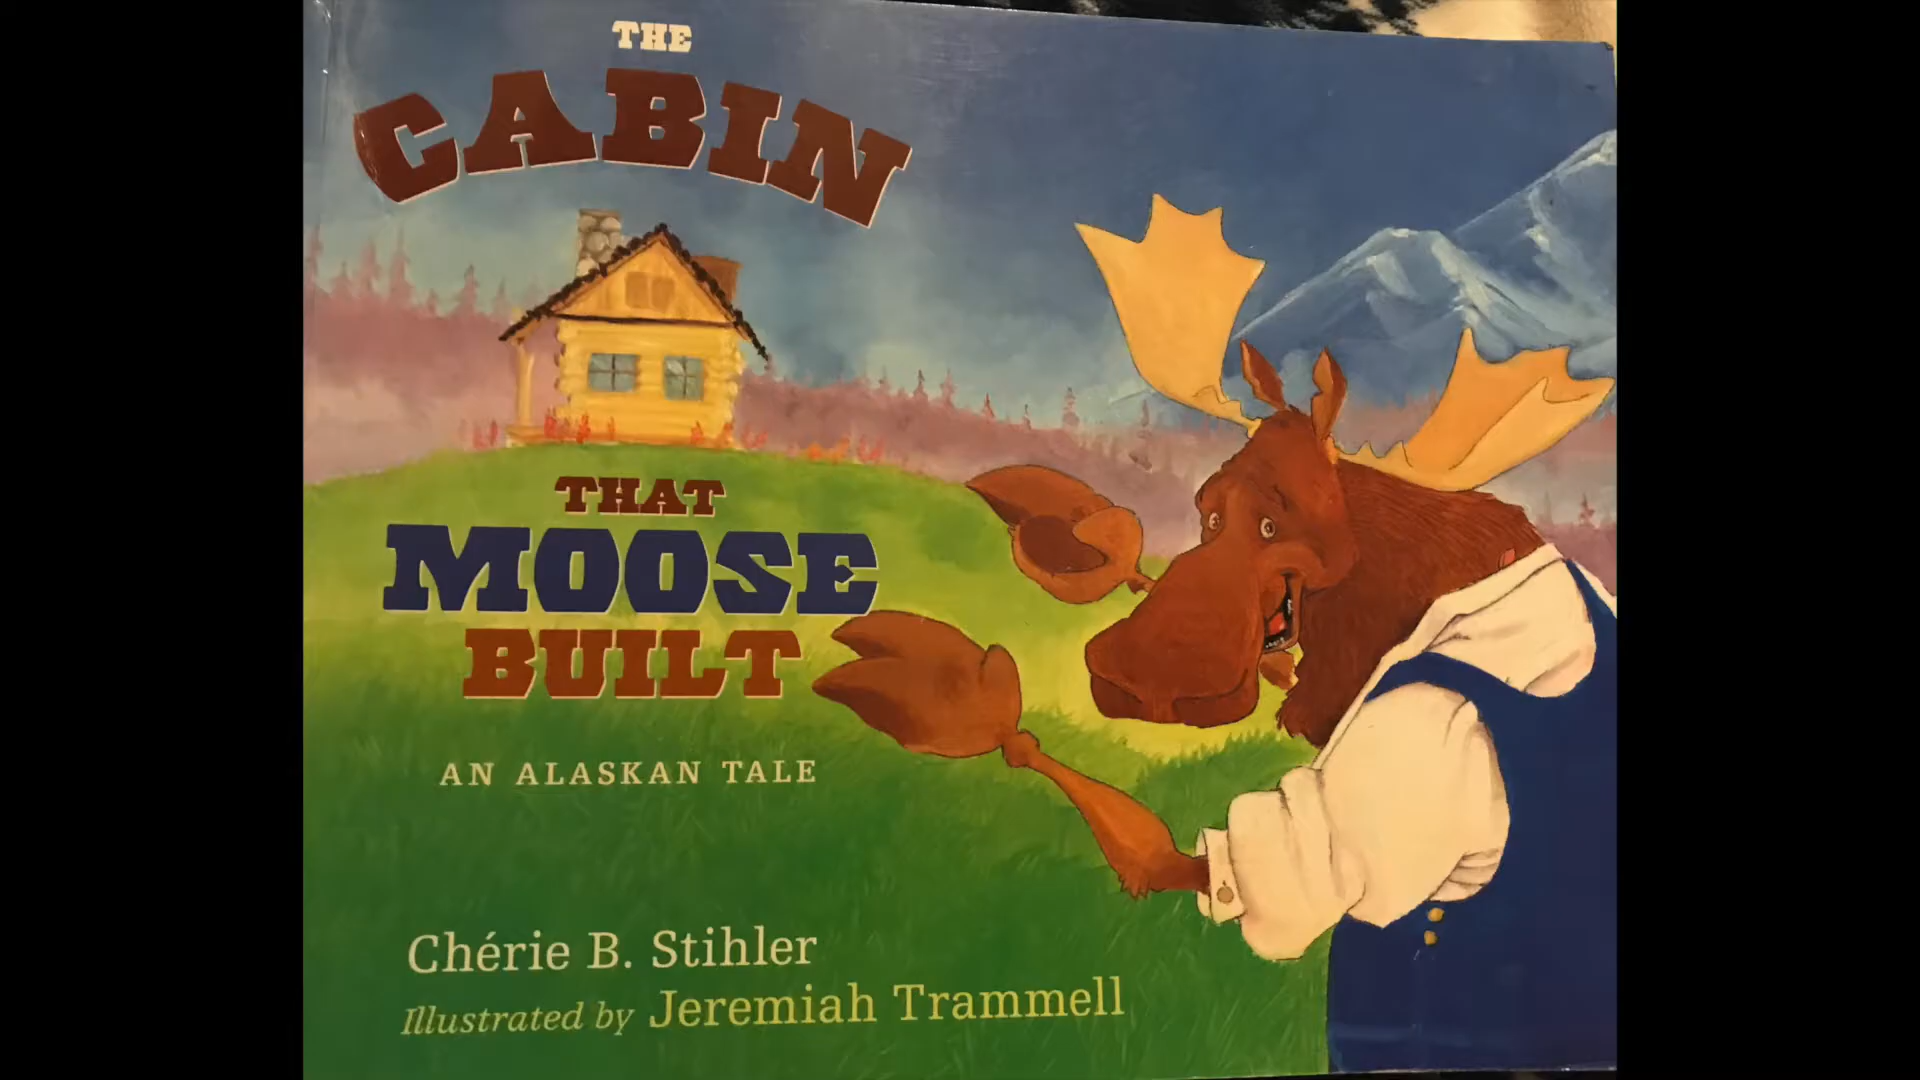 THE
CABIN
THAT
MOOSE
BUILT
AN ALASKAN TALE
Chérie B. Stihler
Illustrated by Jeremiah Trammell